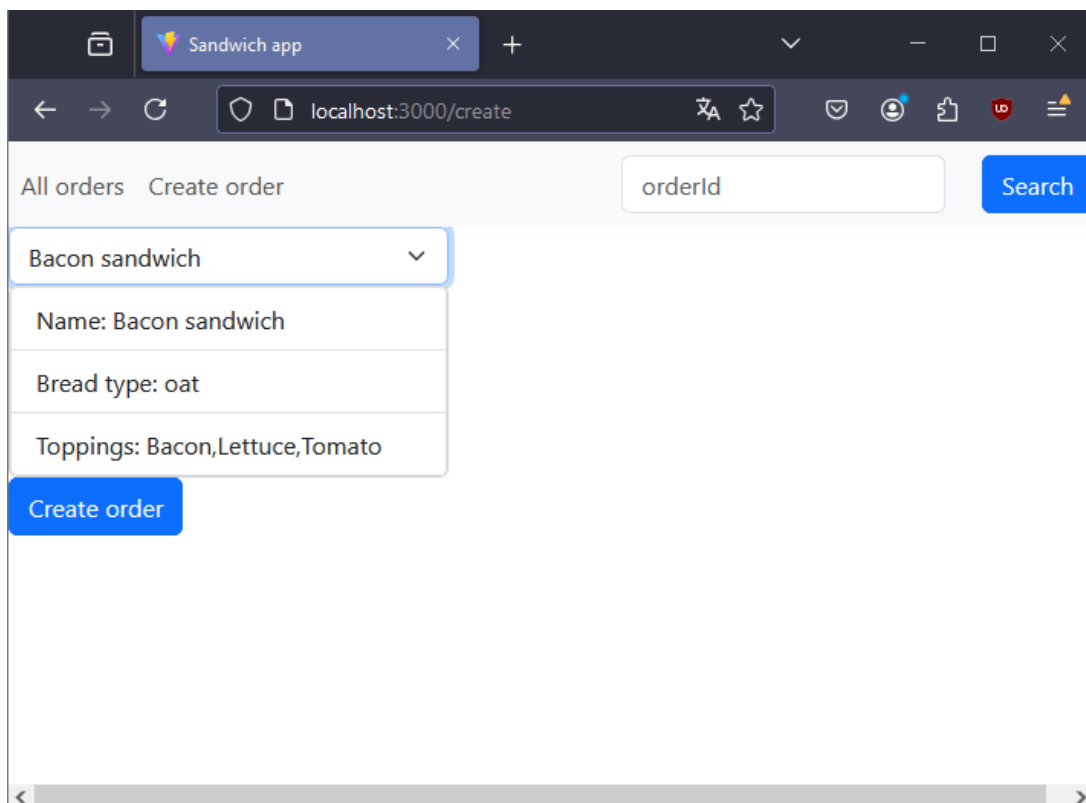 Sandwich app
localhost:3000/create
All orders Create order orderId Search
Bacon sandwich
Name: Bacon sandwich
Bread type: oat
Toppings: Bacon,Lettuce,Tomato
Create order